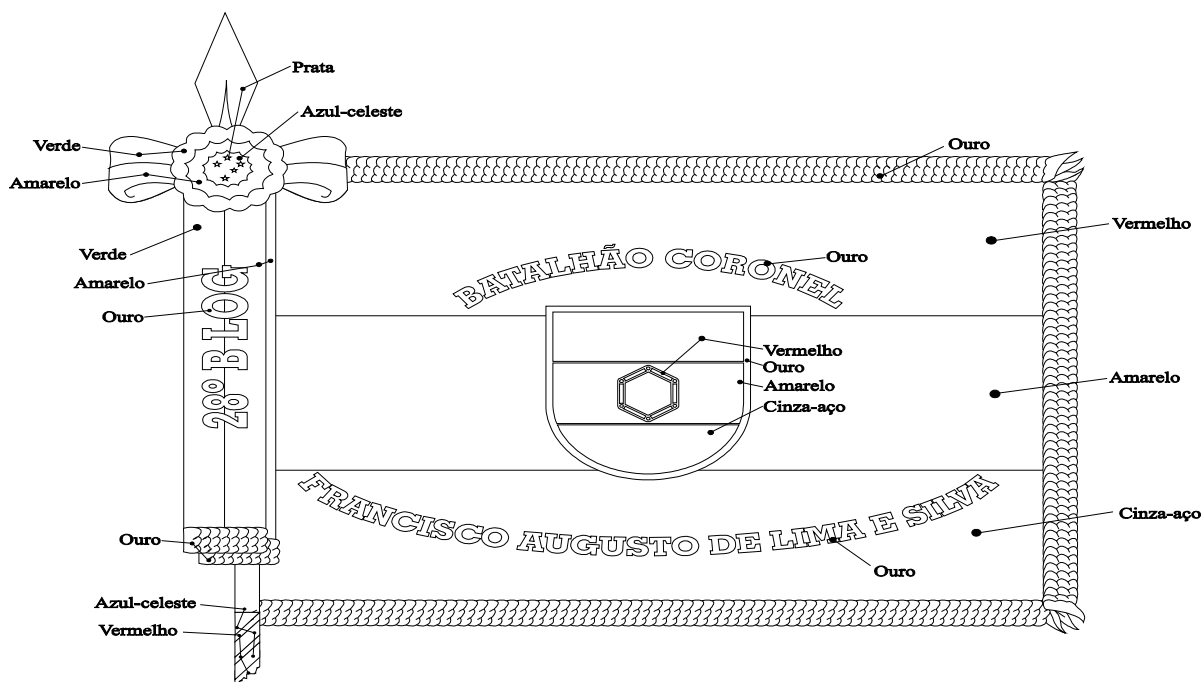 Prata
Azul-celeste
Verde
Amarelo
Ouro
Vermelho
Verde
Amarelo
Ouro
28º B LOG
BATALHÃO CORONEL
Ouro
Vermelho
Ouro
Amarelo
Cinza-aço
Amarelo
FRANCISCO AUGUSTO DE LIMA E SILVA
Ouro
Cinza-aço
Ouro
Azul-celeste
Vermelho